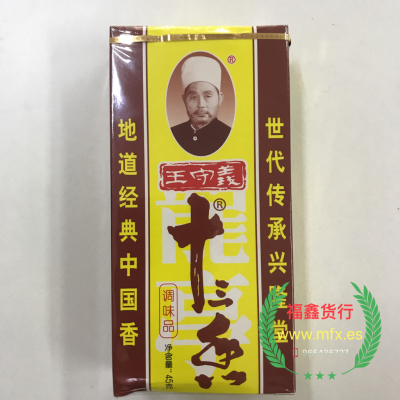 地道经典中国香
®
王守義
®
十三香
调味品
净含量:45克
世代传承兴隆堂
福鑫货行
www.mfx.es